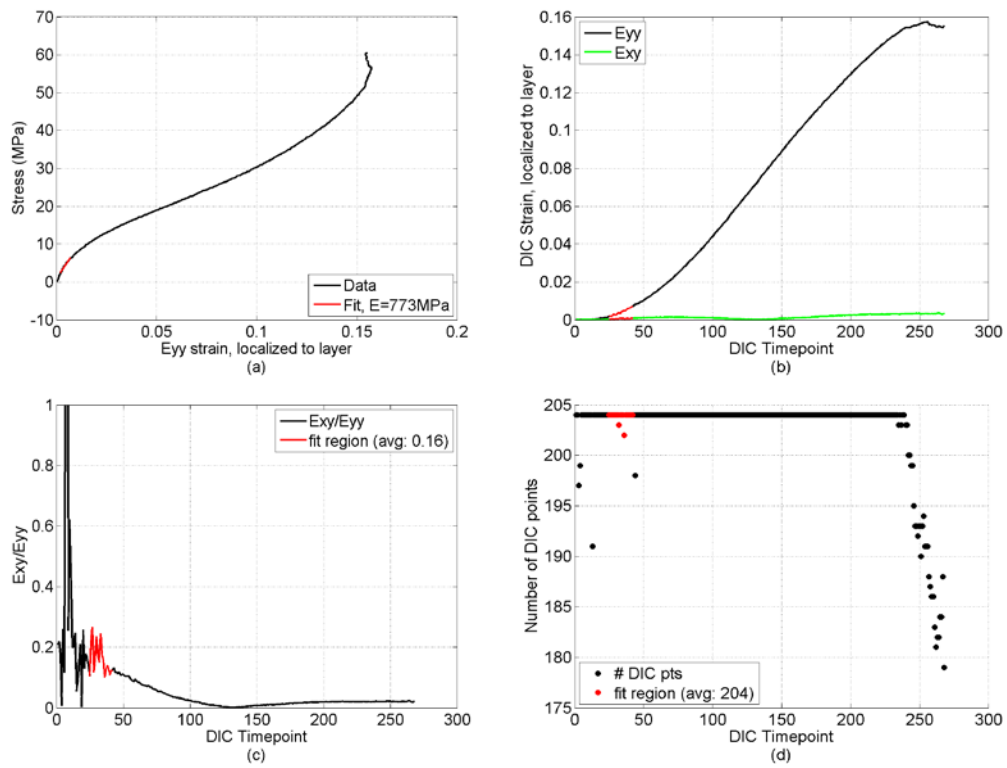 70
60
50
40
30
20
10
0
-10
0
0.05
0.1
0.15
0.2
Stress (MPa)
Eyy strain, localized to layer
Data
Fit, E=773MPa
(a)
0.16
0.14
0.12
0.1
0.08
0.06
0.04
0.02
0
0
50
100
150
200
250
300
DIC Strain, localized to layer
DIC Timepoint
Eyy
Exy
(b)
1
0.8
0.6
0.4
0.2
0
0
50
100
150
200
250
300
Exy/Eyy
DIC Timepoint
Exy/Eyy
fit region (avg: 0.16)
(c)
205
200
195
190
185
180
175
0
50
100
150
200
250
300
Number of DIC points
DIC Timepoint
# DIC pts
fit region (avg: 204)
(d)